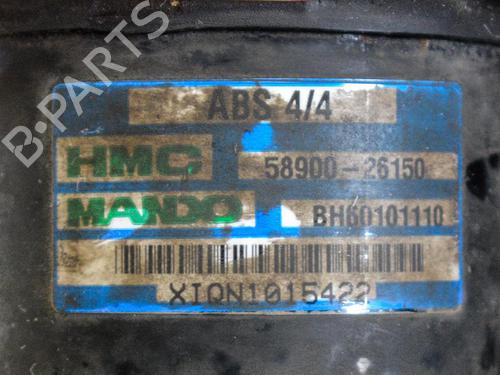 B-PARTS
ABS 4/4
HMC 58900-26150
MANDO BH60101110
XIQN1015422